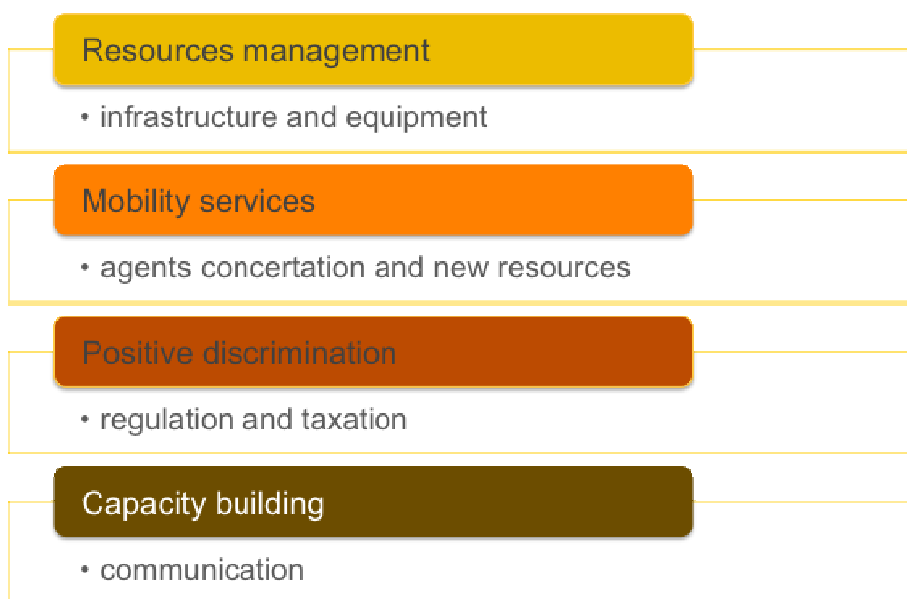 Resources management
• infrastructure and equipment
Mobility services
• agents concertation and new resources
Positive discrimination
• regulation and taxation
Capacity building
• communication